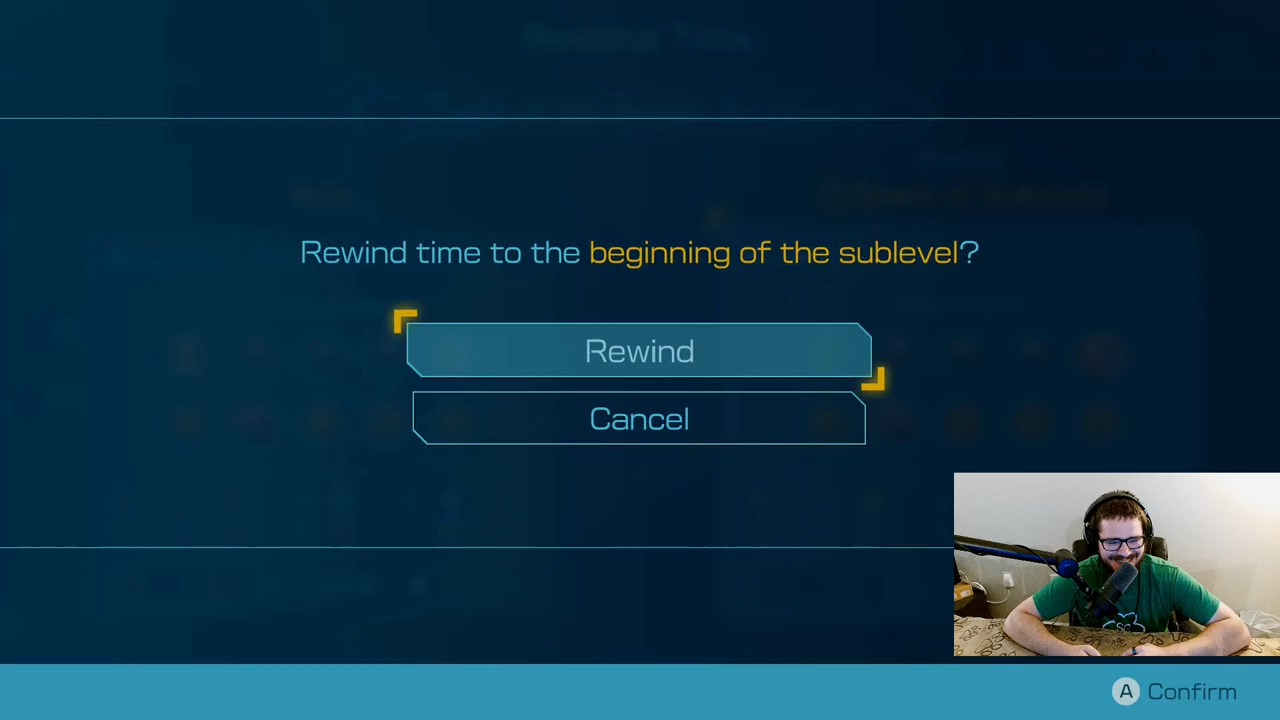 Rewind time to the beginning of the sublevel?
Rewind
Cancel
A Confirm